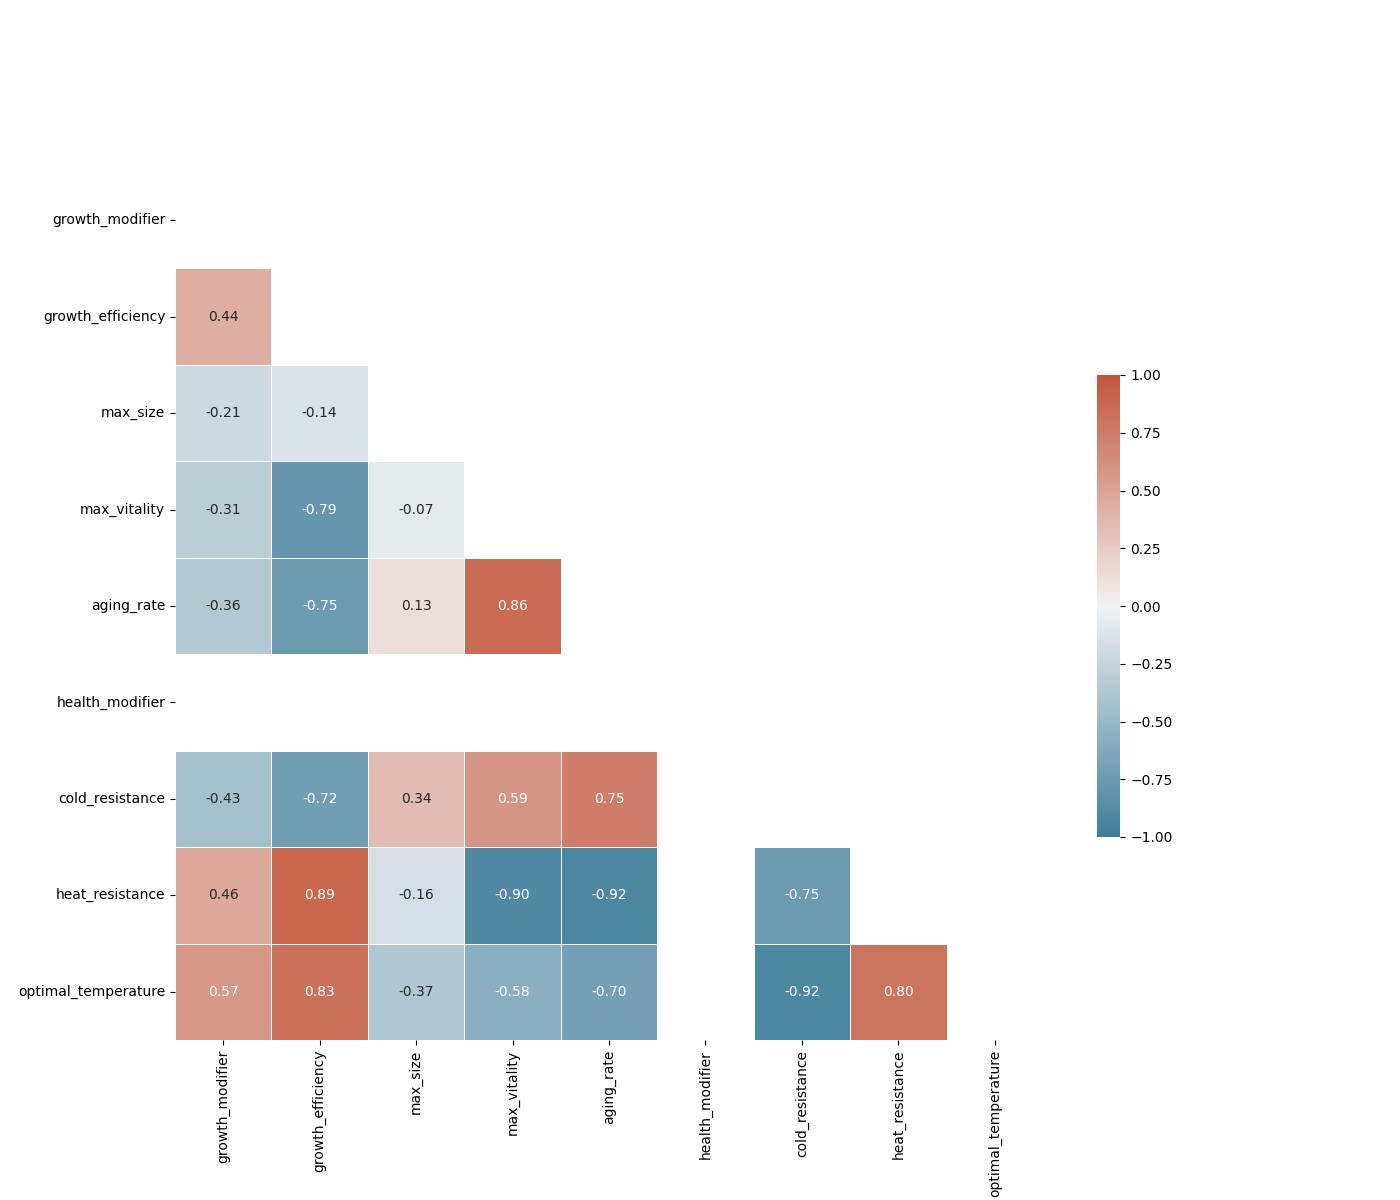 growth_modifier
growth_efficiency 0.44
max_size -0.21 -0.14
max_vitality -0.31 -0.79 -0.07
aging_rate -0.36 -0.75 0.13 0.86
health_modifier
cold_resistance -0.43 -0.72 0.34 0.59 0.75
heat_resistance 0.46 0.89 -0.16 -0.90 -0.92 -0.75
optimal_temperature 0.57 0.83 -0.37 -0.58 -0.70 -0.92 0.80
growth_modifier
growth_efficiency
max_size
max_vitality
aging_rate
health_modifier
cold_resistance
heat_resistance
optimal_temperature
1.00
0.75
0.50
0.25
0.00
−0.25
−0.50
−0.75
−1.00